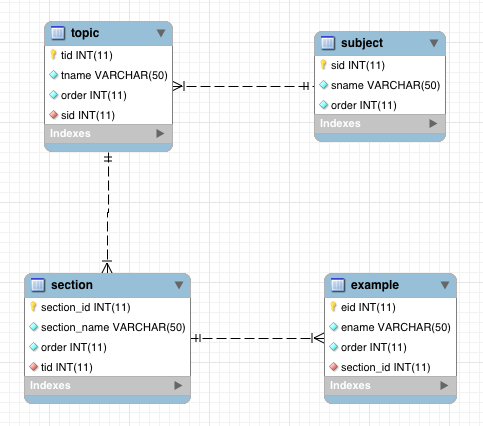 topic
tid INT(11)
tname VARCHAR(50)
order INT(11)
sid INT(11)
Indexes
subject
sid INT(11)
sname VARCHAR(50)
order INT(11)
Indexes
section
section_id INT(11)
section_name VARCHAR(50)
order INT(11)
tid INT(11)
Indexes
example
eid INT(11)
ename VARCHAR(50)
order INT(11)
section_id INT(11)
Indexes